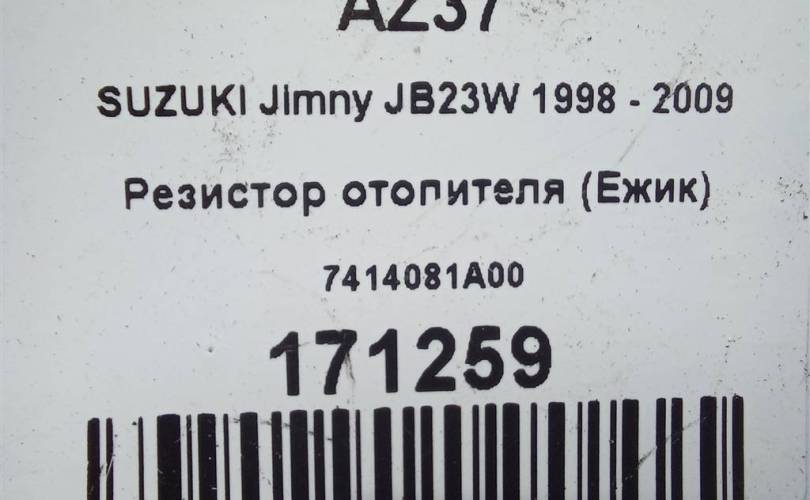 AZ37
SUZUKI Jimny JB23W 1998 - 2009
Резистор отопителя (Ежик)
7414081A00
171259